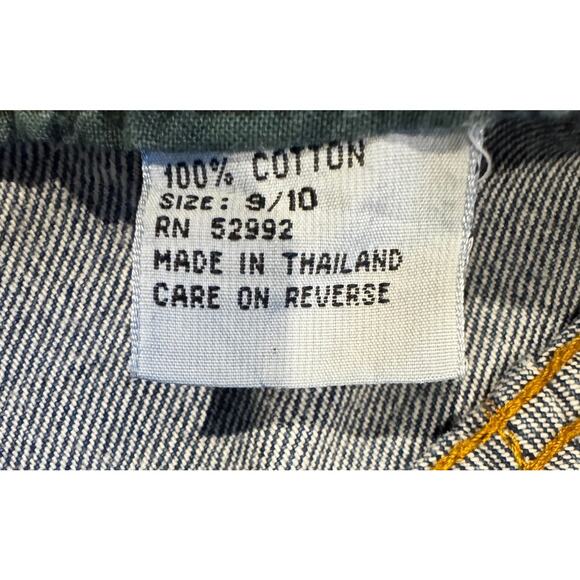 100% COTTON
SIZE: 9/10
RN 52992
MADE IN THAILAND
CARE ON REVERSE